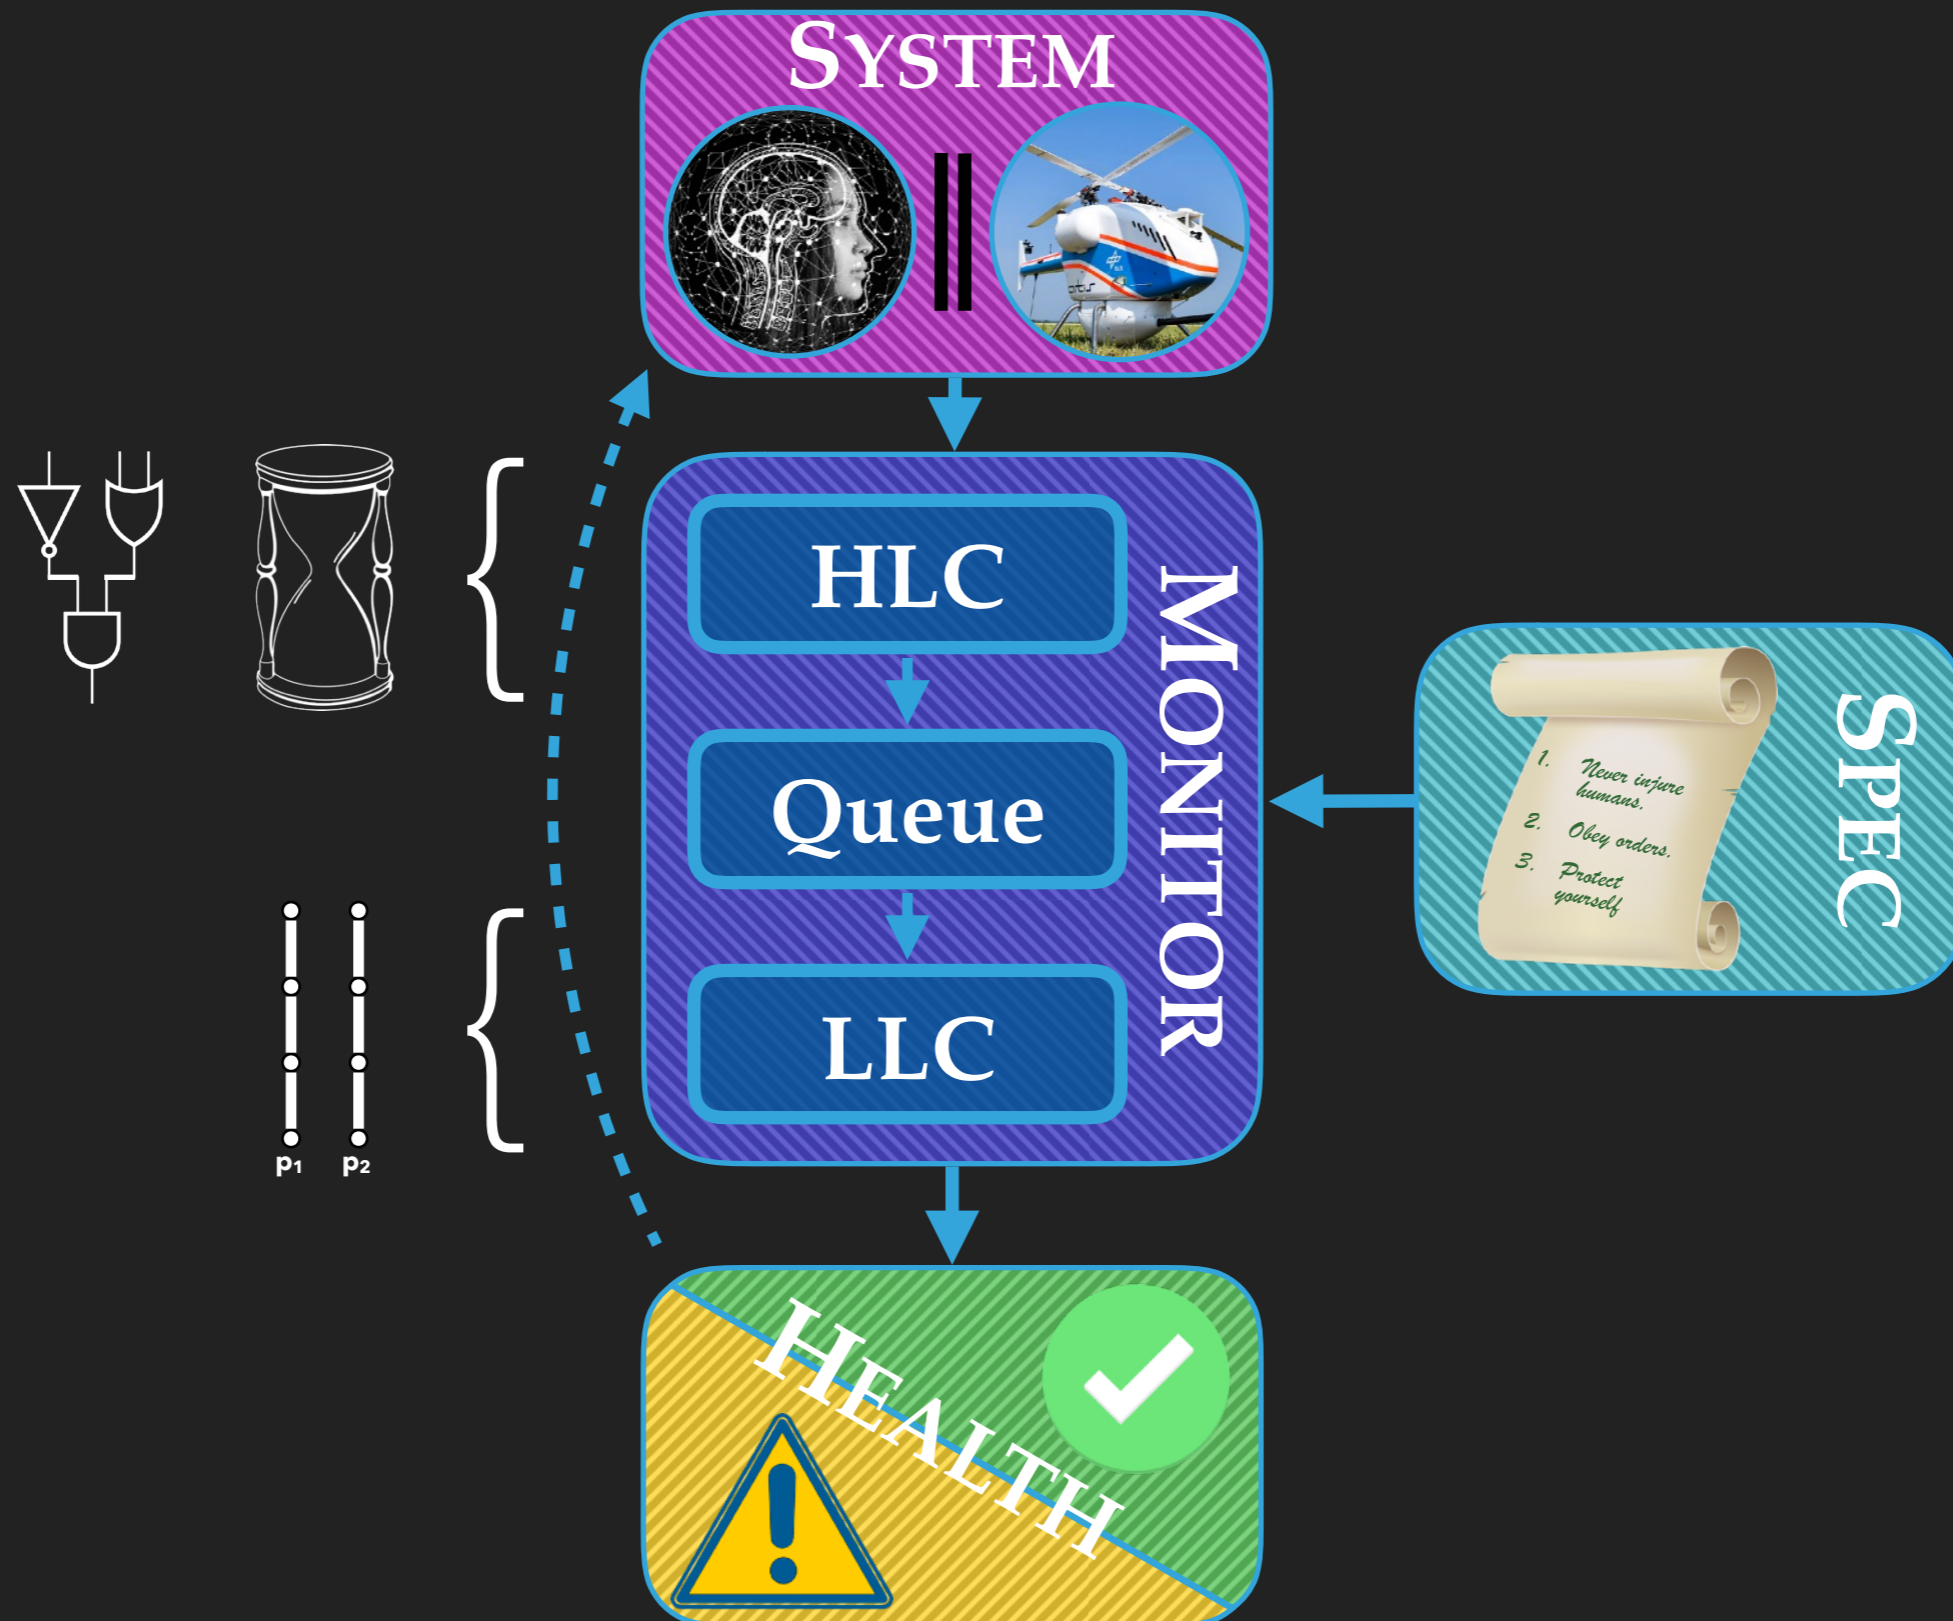 SYSTEM
HLC
Queue
LLC
MONITOR
SPEC
1. Never injure
humans.
2. Obey orders.
3. Protect
yourself
p1 p2
HEALTH